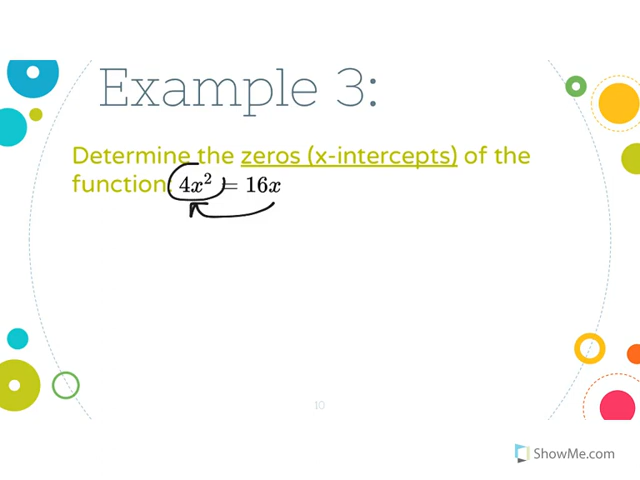 Example 3:
Determine the zeros (x-intercepts) of the
function 4x² = 16x
10
ShowMe.com